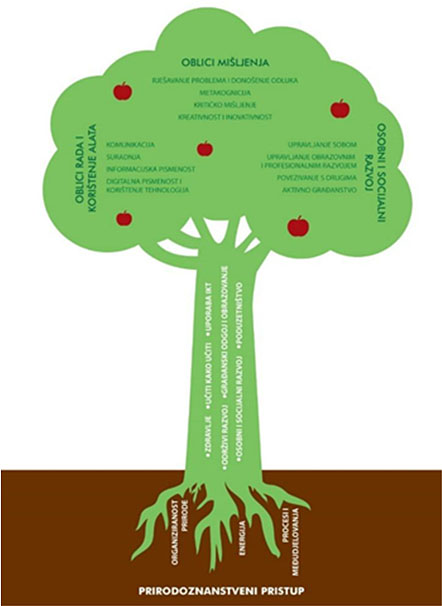 OBLICI MIŠLJENJA
RJEŠAVANJE PROBLEMA I DONOŠENJE ODLUKA
METAKOGNICIJA
KRITIČKO MIŠLJENJE
KREATIVNOST I INOVATIVNOST
OBLICI RADA I
KORIŠTENJE ALATA
KOMUNIKACIJA
SURADNJA
INFORMACIJSKA PISMENOST
DIGITALNA PISMENOST I
KORIŠTENJE TEHNOLOGIJA
UPRAVLJANJE SOBOM
UPRAVLJANJE OBRAZOVNIM
I PROFESIONALNIM RAZVOJEM
POVEZIVANJE S DRUGIMA
AKTIVNO GRAĐANSTVO
OSOBNI I SOCIJALNI
RAZVOJ
•ZDRAVLJE •UČITI KAKO UČITI •UPORABA IKT
•ODRŽIVI RAZVOJ •GRAĐANSKI ODGOJ I OBRAZOVANJE
•OSOBNI I SOCIJALNI RAZVOJ •PODUZETNIŠTVO
ORGANIZIRANOST
PRIRODE
ENERGIJA
PROCESI I
MEĐUDJELOVANJA
PRIRODOZNANSTVENI PRISTUP